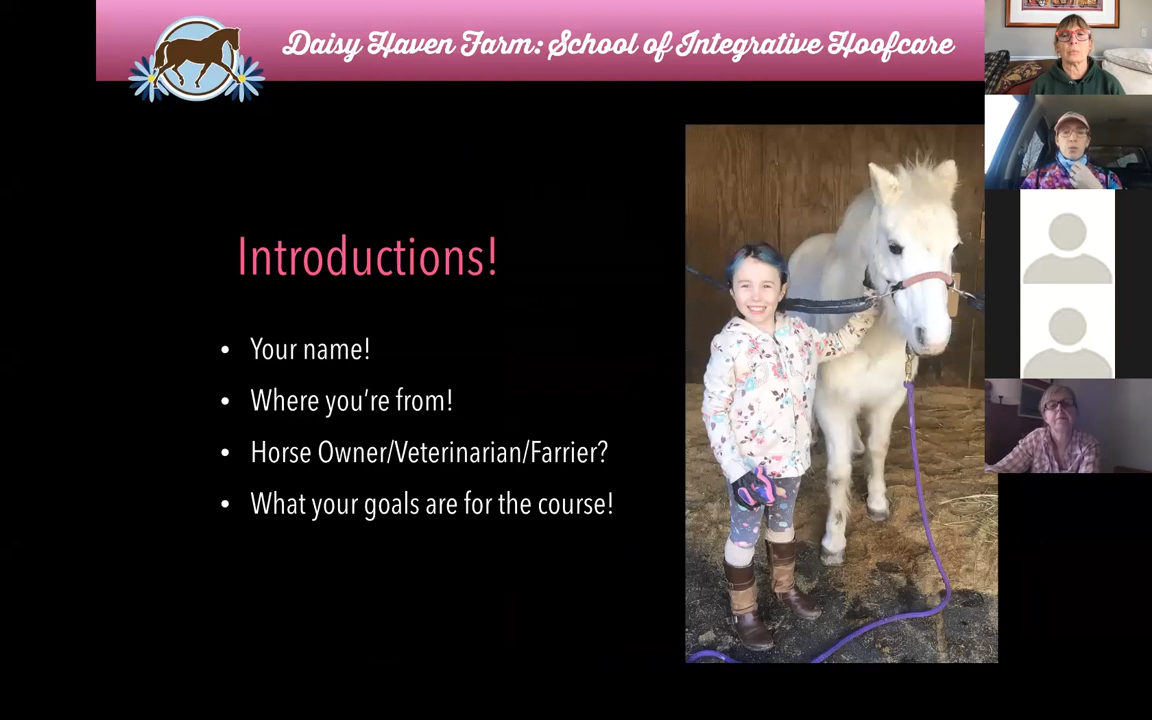 Daisy Haven Farm: School of Integrative Hoofcare
Introductions!
• Your name!
• Where you're from!
• Horse Owner/Veterinarian/Farrier?
• What your goals are for the course!